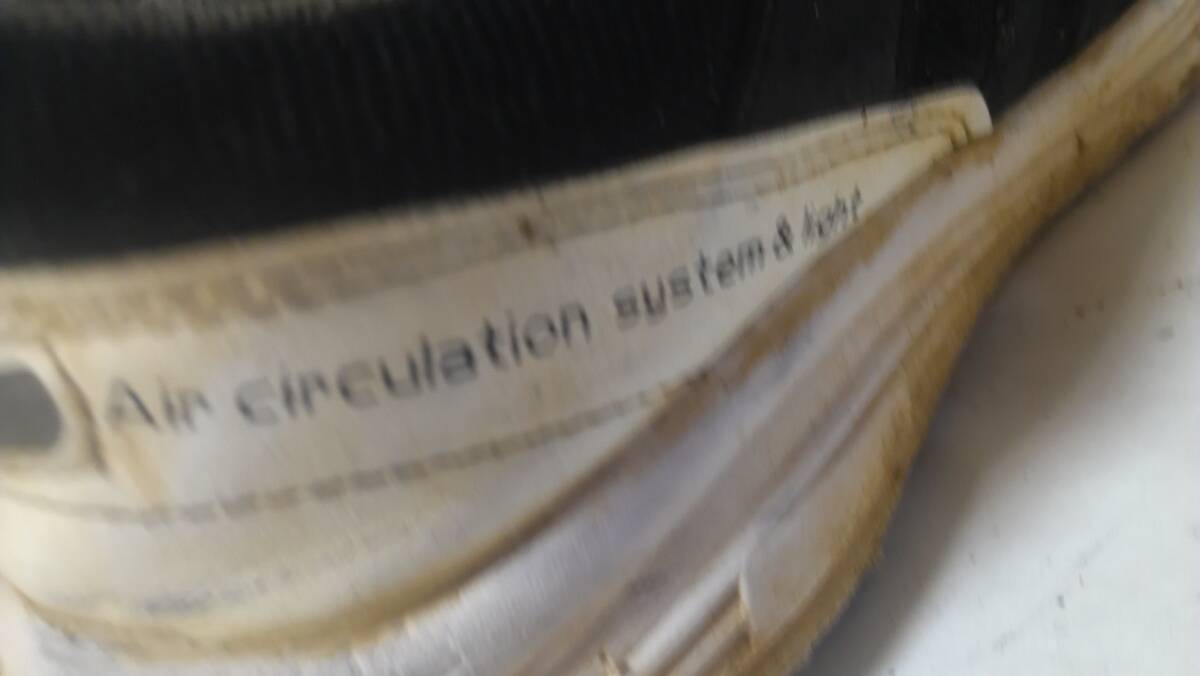 Air circulation system & light